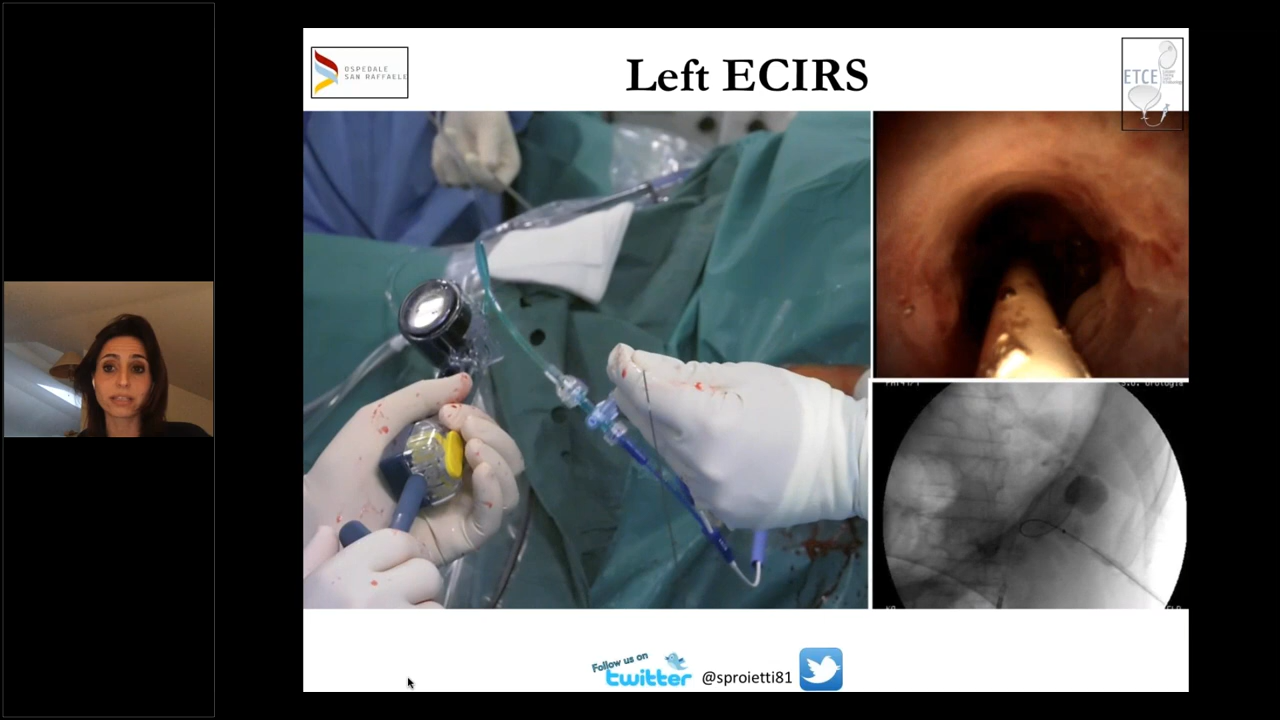 Left ECIRS
OSPEDALE
SAN RAFFAELE
ETCE
Follow us on
twitter
@sproietti81